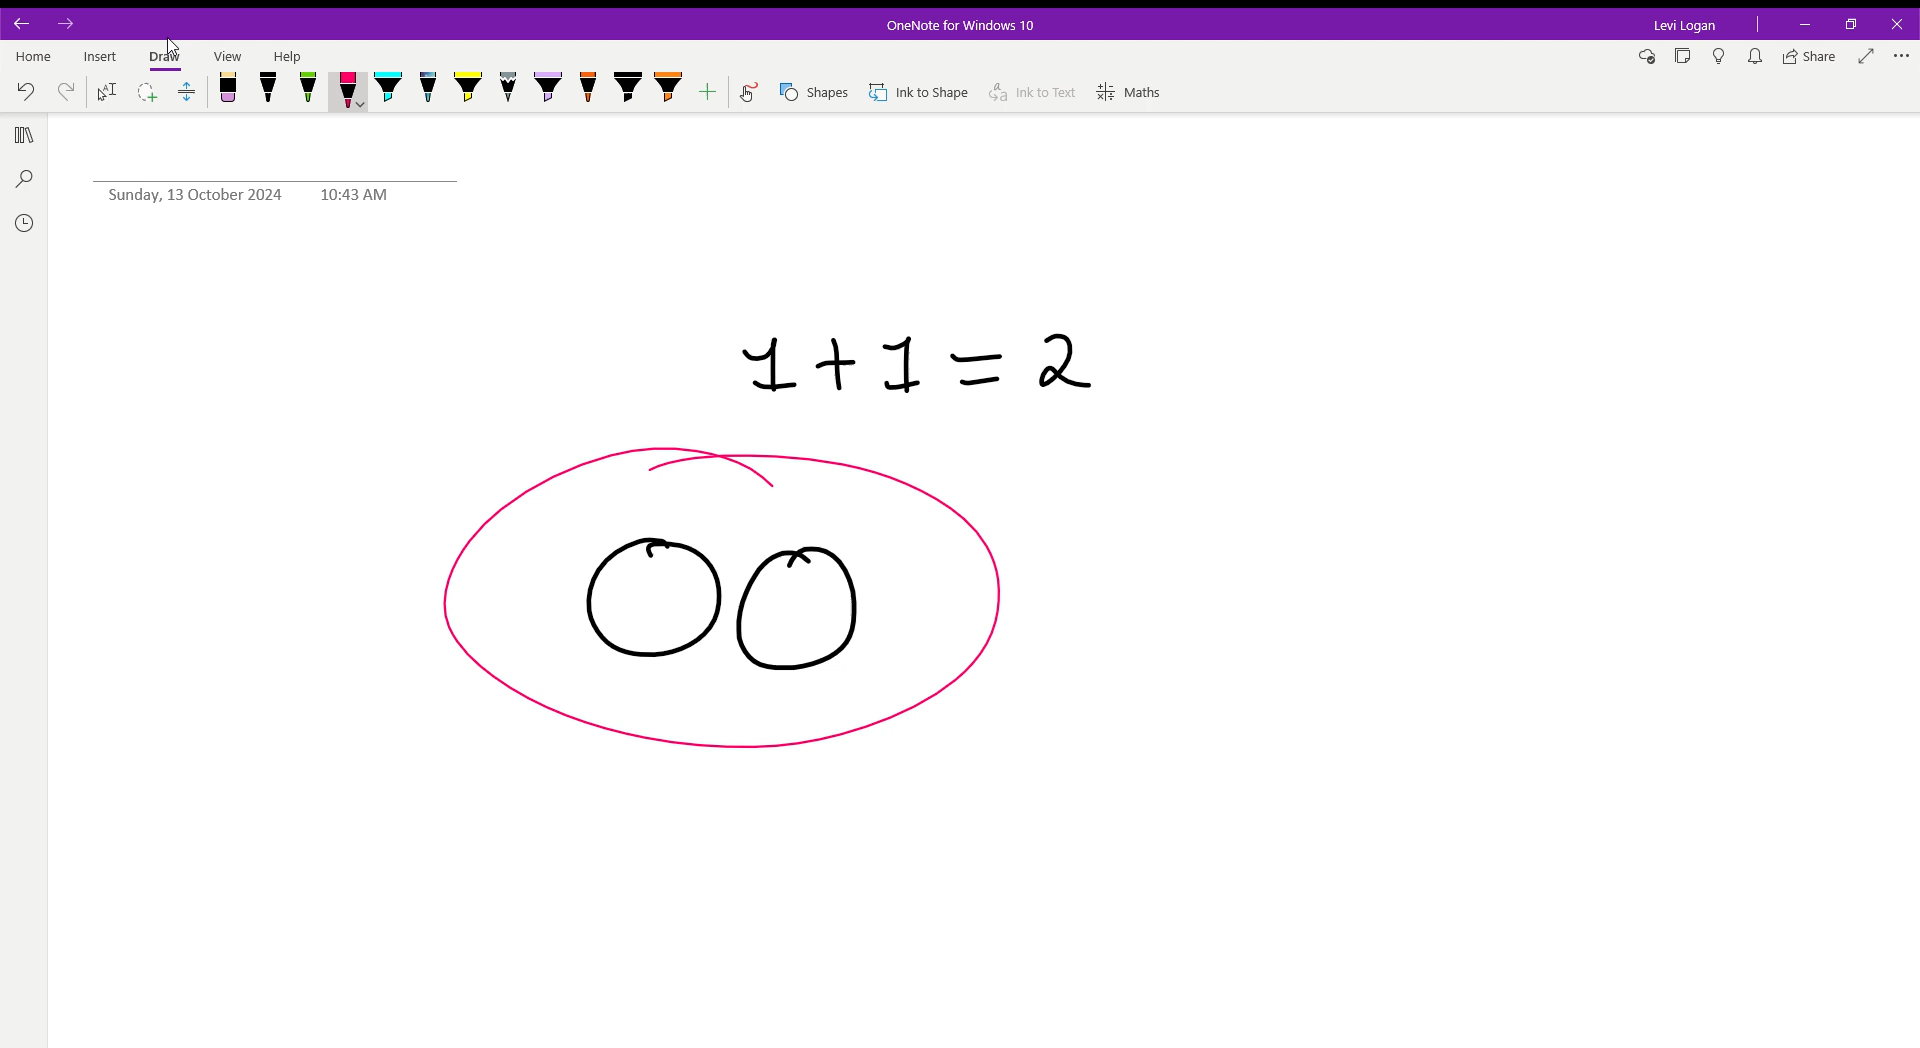 OneNote for Windows 10 Levi Logan
Home Insert Draw View Help Share
Shapes Ink to Shape Ink to Text Maths
Sunday, 13 October 2024 10:43 AM
1 + 1 = 2